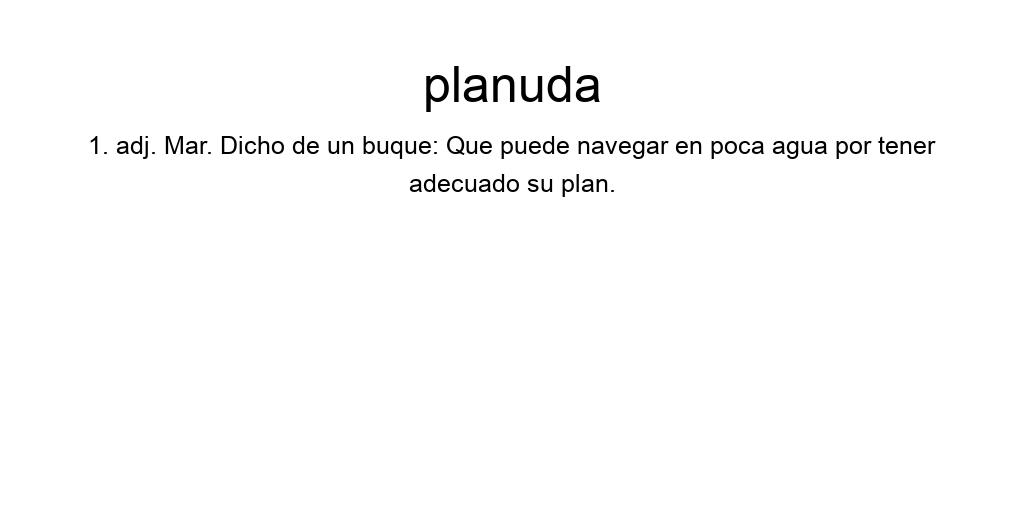 planuda
1. adj. Mar. Dicho de un buque: Que puede navegar en poca agua por tener
adecuado su plan.